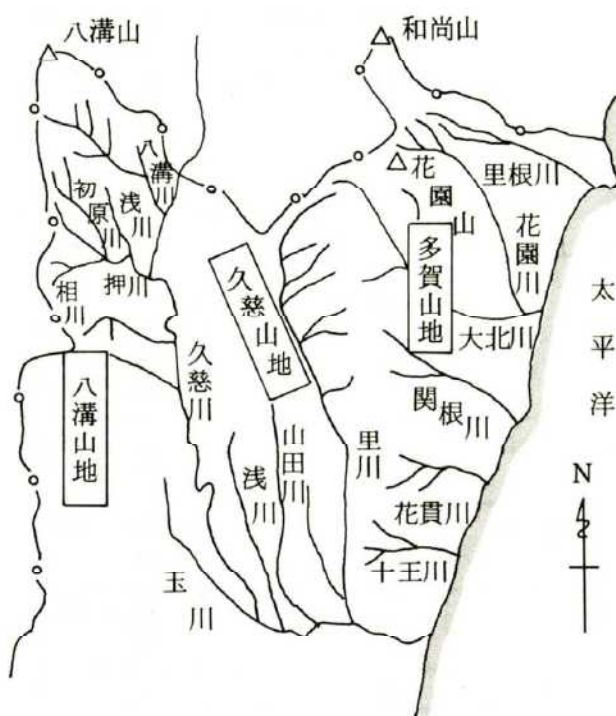 八溝山
和尚山
八溝川
浅川
初原川
押川
相川
八溝山地
久慈川
久慈山地
花園山
里根川
花園川
多賀山地
大北川
太平洋
関根川
里川
山田川
浅川
玉川
花貫川
十王川
N